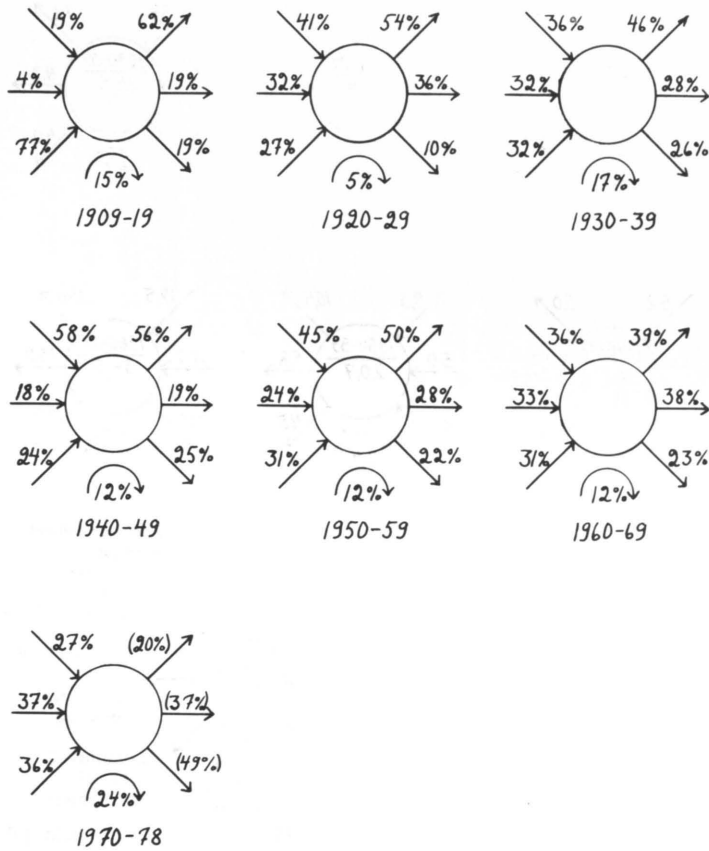 19% 62% 41% 54% 36% 46%
4% 19% 32% 36% 32% 28%
77% 19% 27% 10% 32% 26%
15% 5% 17%
1909-19 1920-29 1930-39
58% 56% 45% 50% 36% 39%
18% 19% 24% 28% 33% 38%
24% 25% 31% 22% 31% 23%
12% 12% 12%
1940-49 1950-59 1960-69
27% (20%)
37% (37%)
36% (49%)
24%
1970-78